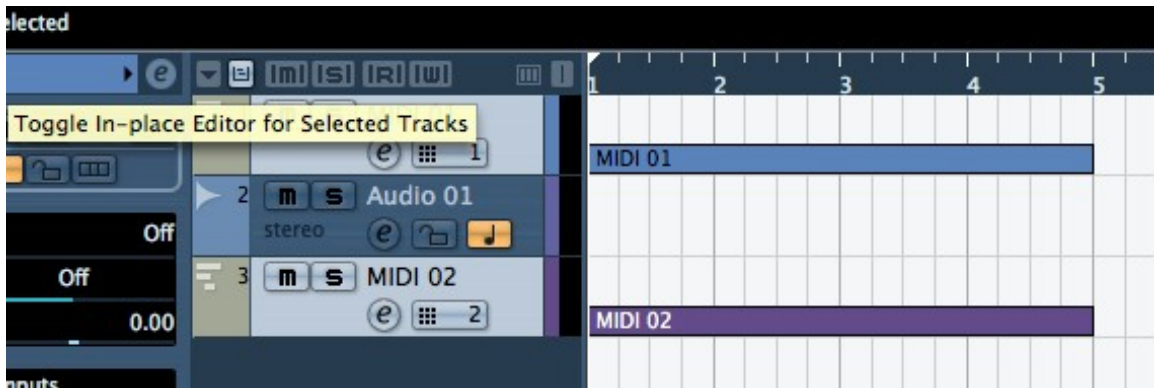 elected
e m s R W
1 2 3 4 5
Toggle In-place Editor for Selected Tracks
e 1
MIDI 01
2 m s Audio 01
stereo e
Off
Off
3 m s MIDI 02
0.00
e 2
MIDI 02